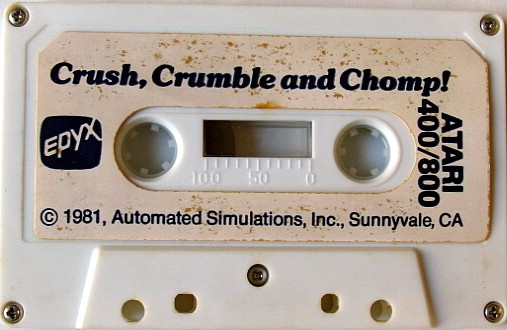 Crush, Crumble and Chomp!
EPYX
ATARI
400/800
100 50 0
© 1981, Automated Simulations, Inc., Sunnyvale, CA